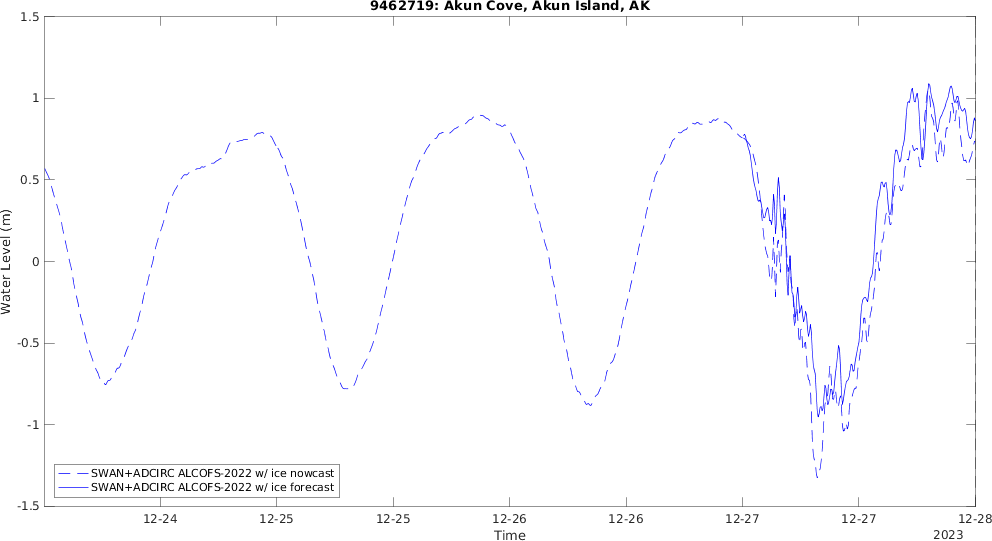 9462719: Akun Cove, Akun Island, AK
1.5
1
0.5
0
-0.5
-1
-1.5
Water Level (m)
SWAN+ADCIRC ALCOFS-2022 w/ ice nowcast
SWAN+ADCIRC ALCOFS-2022 w/ ice forecast
12-24 12-25 12-25 12-26 12-26 12-27 12-27 12-28
Time
2023